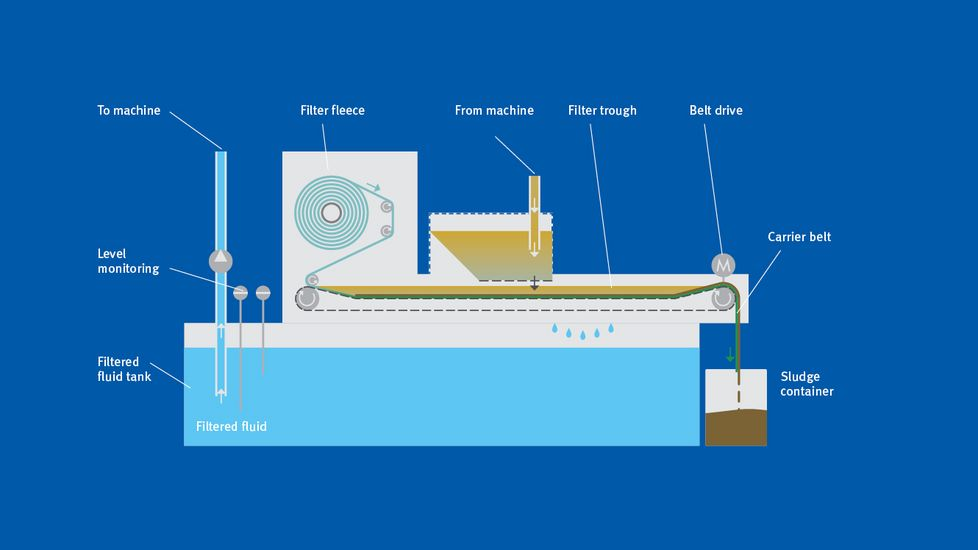 To machine
Filter fleece
From machine
Filter trough
Belt drive
Carrier belt
Level
monitoring
M
Filtered
fluid tank
Sludge
container
Filtered fluid